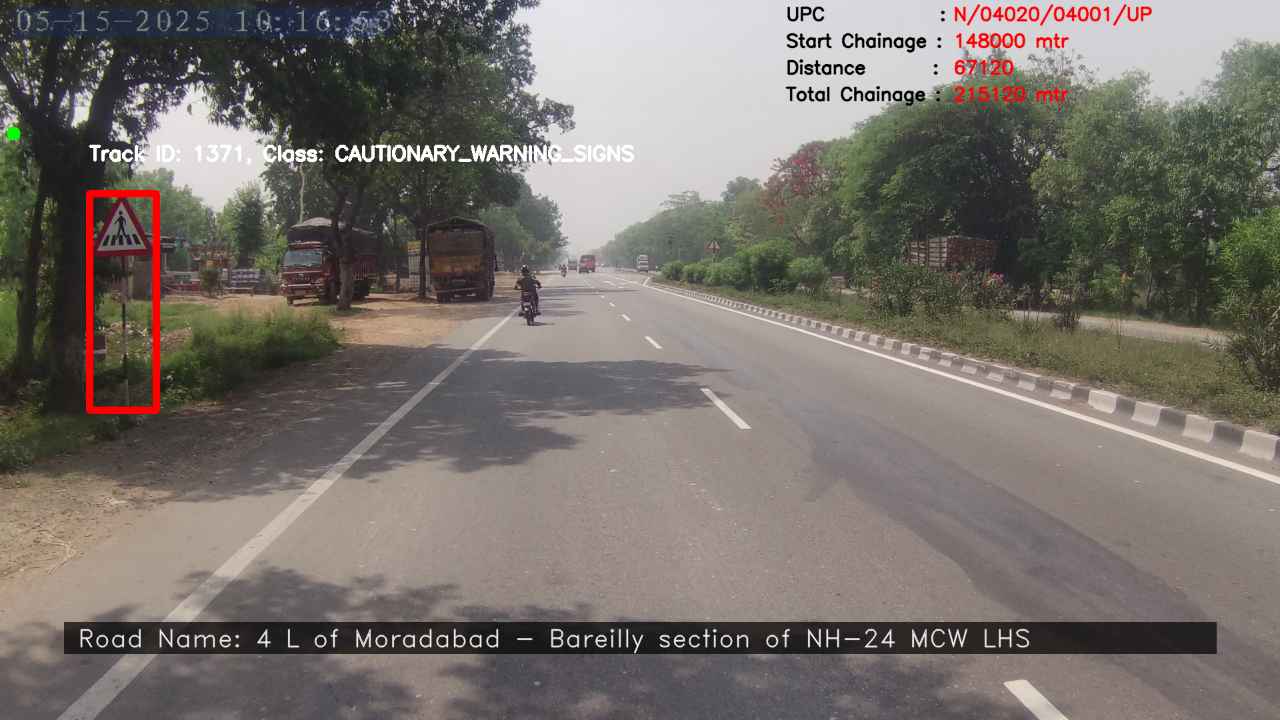 05-15-2025 10:16:53
UPC : N/04020/04001/UP
Start Chainage : 148000 mtr
Distance : 67120
Total Chainage : 215120 mtr
Track ID: 1371, Class: CAUTIONARY_WARNING_SIGNS
Road Name: 4 L of Moradabad - Bareilly section of NH-24 MCW LHS